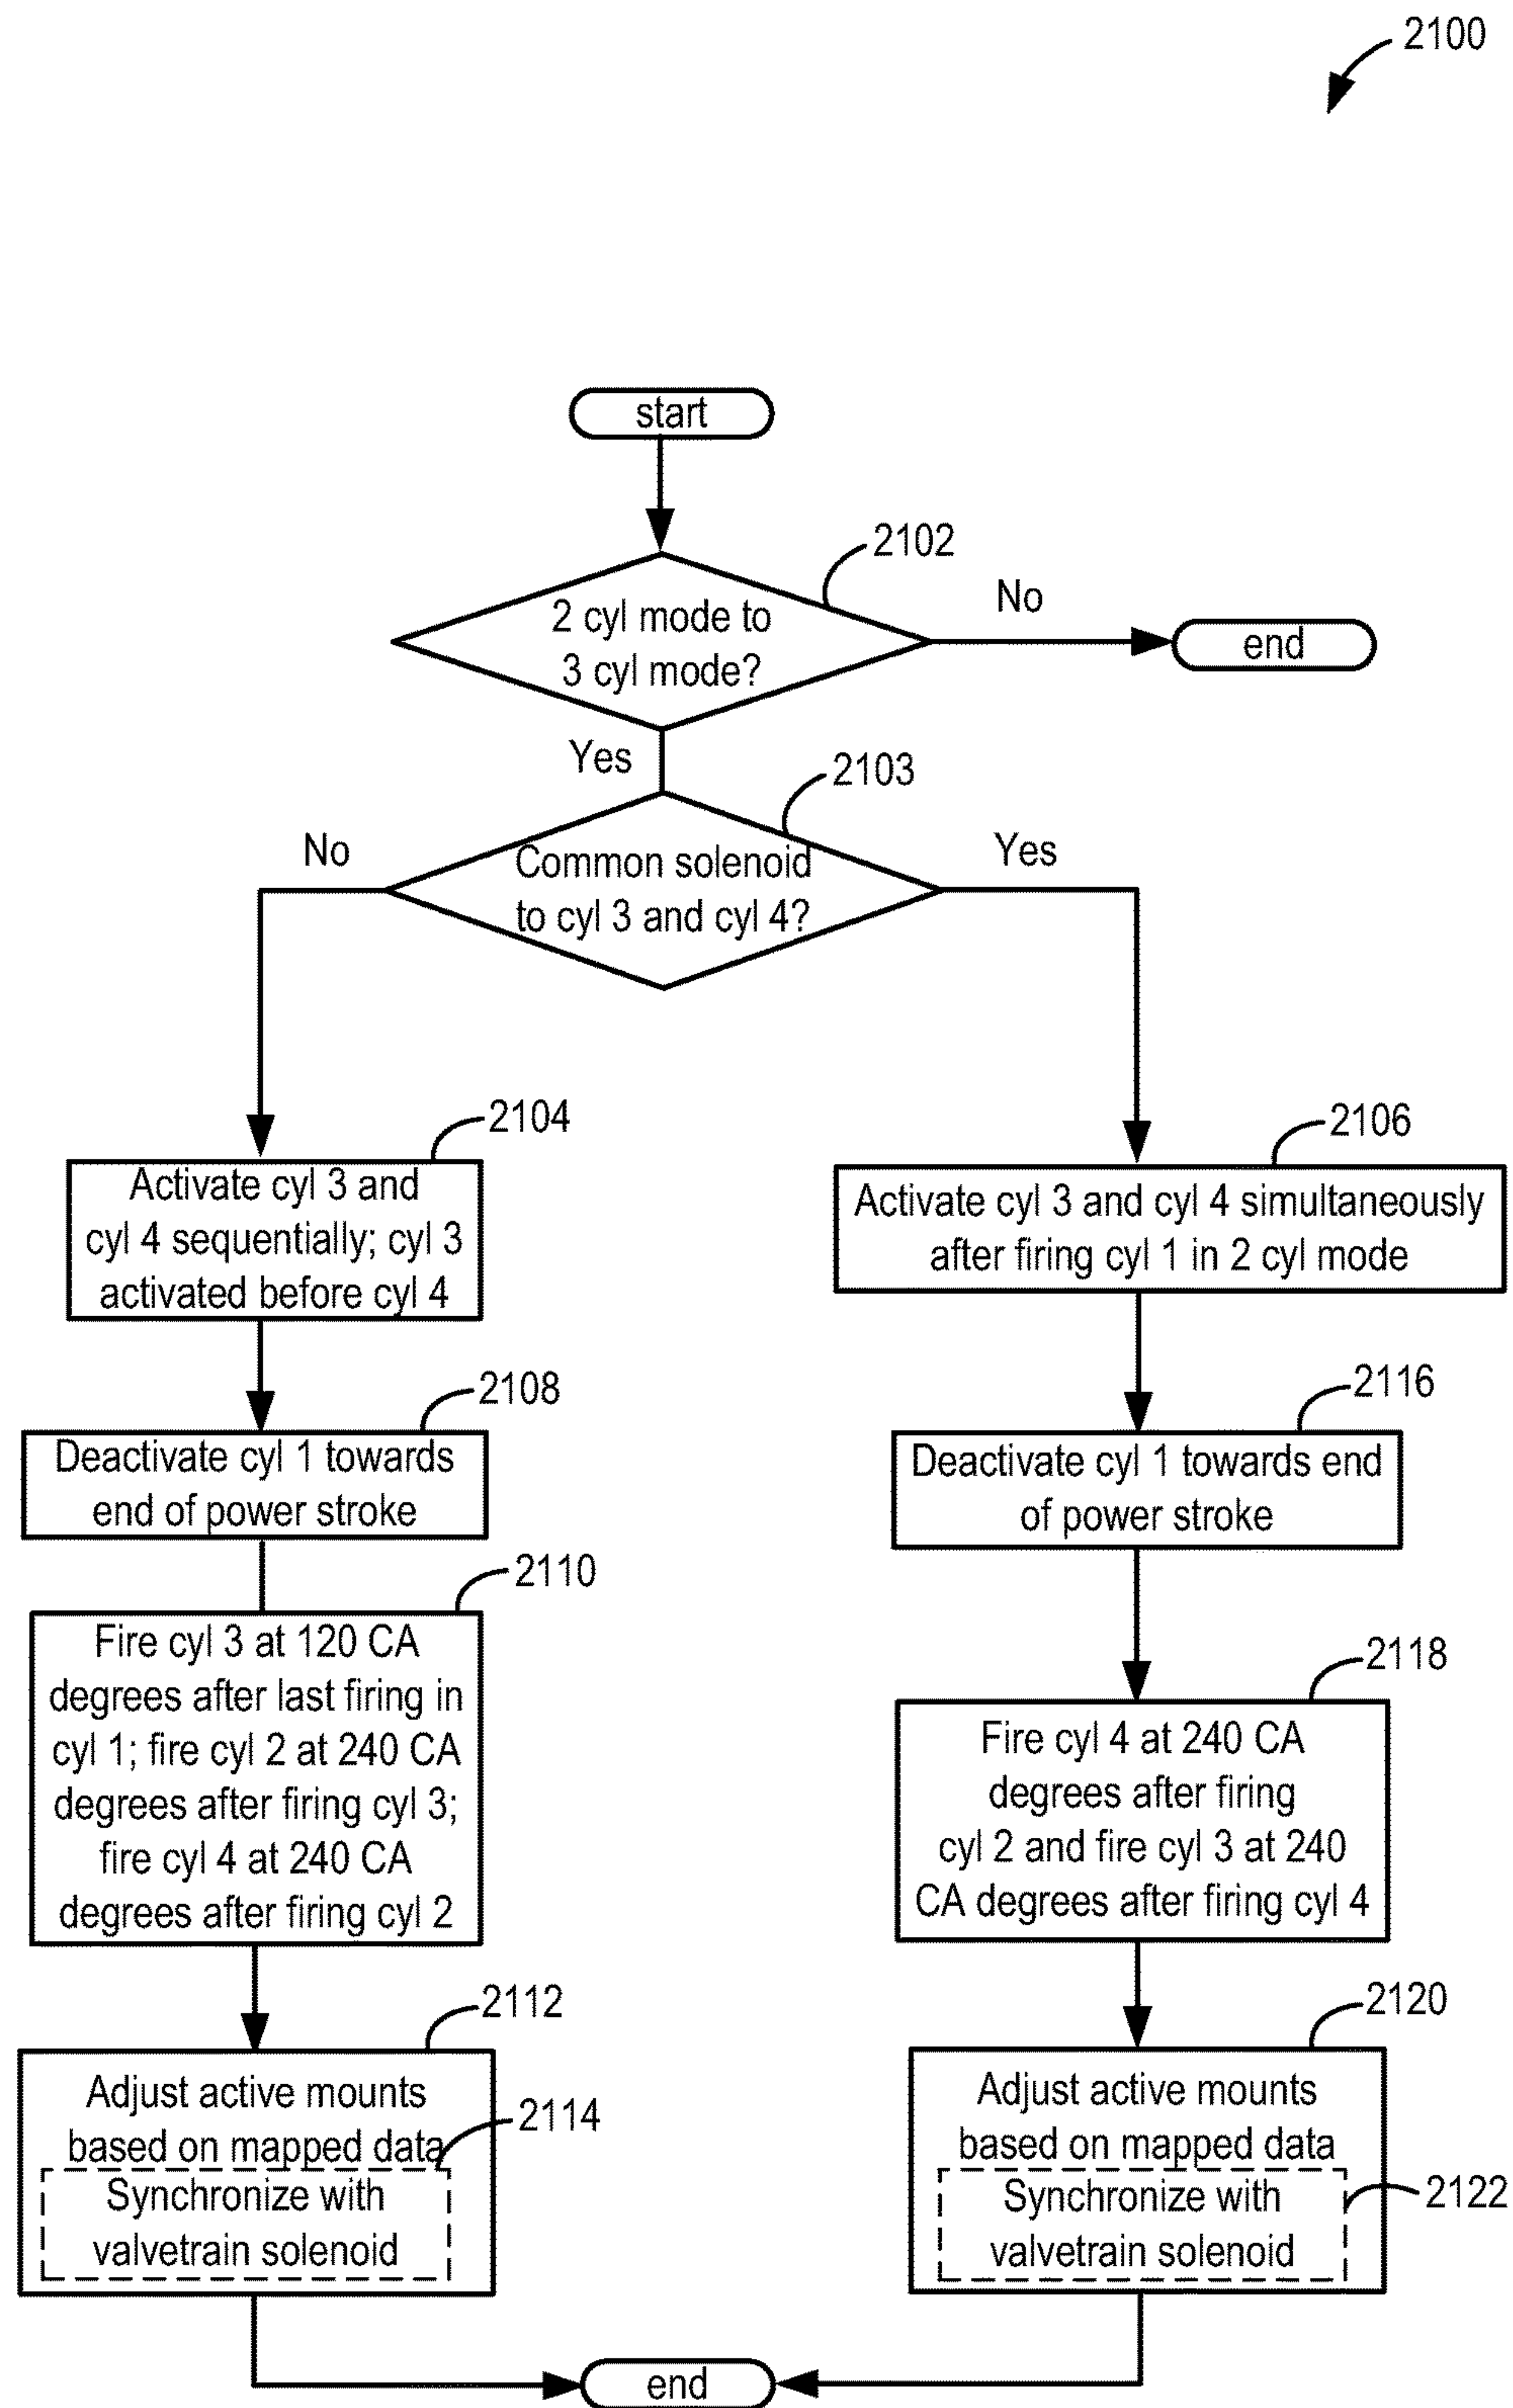 2100
start
2102
2 cyl mode to
3 cyl mode?
No
end
Yes
2103
Common solenoid
to cyl 3 and cyl 4?
No
Yes
2104
Activate cyl 3 and
cyl 4 sequentially; cyl 3
activated before cyl 4
2106
Activate cyl 3 and cyl 4 simultaneously
after firing cyl 1 in 2 cyl mode
2108
Deactivate cyl 1 towards
end of power stroke
2116
Deactivate cyl 1 towards end
of power stroke
2110
Fire cyl 3 at 120 CA
degrees after last firing in
cyl 1; fire cyl 2 at 240 CA
degrees after firing cyl 3;
fire cyl 4 at 240 CA
degrees after firing cyl 2
2118
Fire cyl 4 at 240 CA
degrees after firing
cyl 2 and fire cyl 3 at 240
CA degrees after firing cyl 4
2112
Adjust active mounts
based on mapped data
2114
Synchronize with
valvetrain solenoid
2120
Adjust active mounts
based on mapped data
2122
Synchronize with
valvetrain solenoid
end